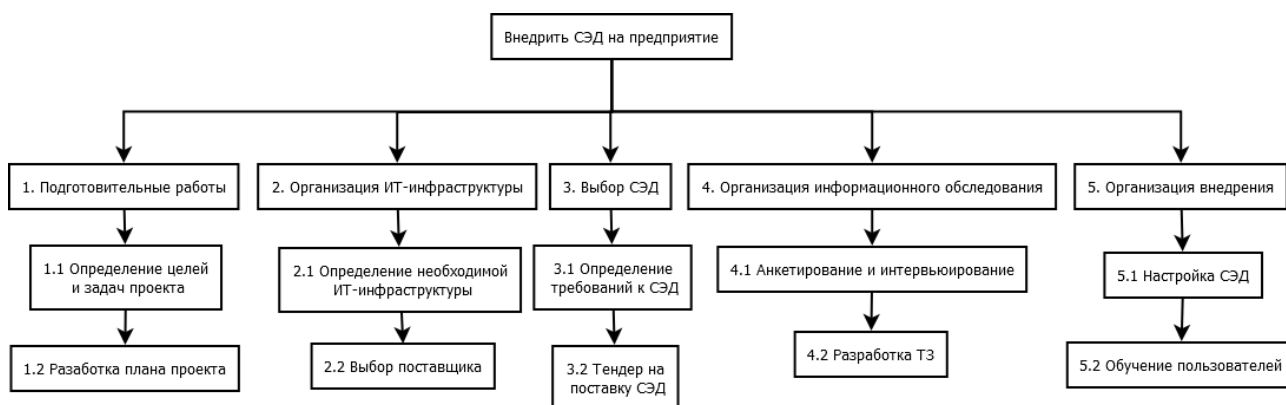 Внедрить СЭД на предприятие
1. Подготовительные работы
2. Организация ИТ-инфраструктуры
3. Выбор СЭД
4. Организация информационного обследования
5. Организация внедрения
1.1 Определение целей
и задач проекта
2.1 Определение необходимой
ИТ-инфраструктуры
3.1 Определение
требований к СЭД
4.1 Анкетирование и интервьюирование
5.1 Настройка СЭД
1.2 Разаботка плана проекта
2.2 Выбор поставщика
3.2 Тендер на
поставку СЭД
4.2 Разработка ТЗ
5.2 Обучение пользователей